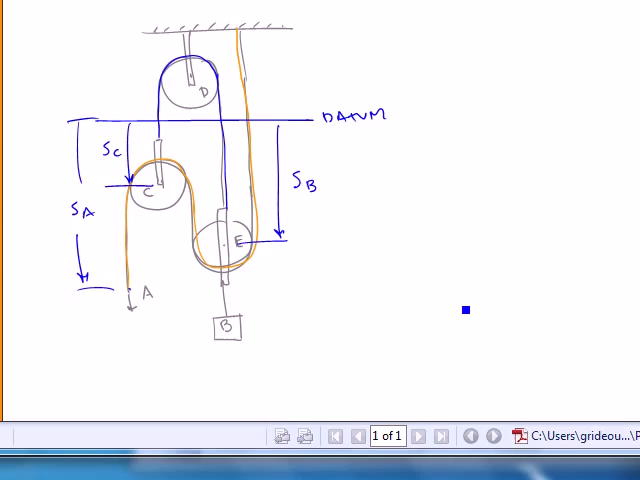 D
DATUM
SC
SB
C
SA
E
A
B
1 of 1
C:\Users\grideou...\P